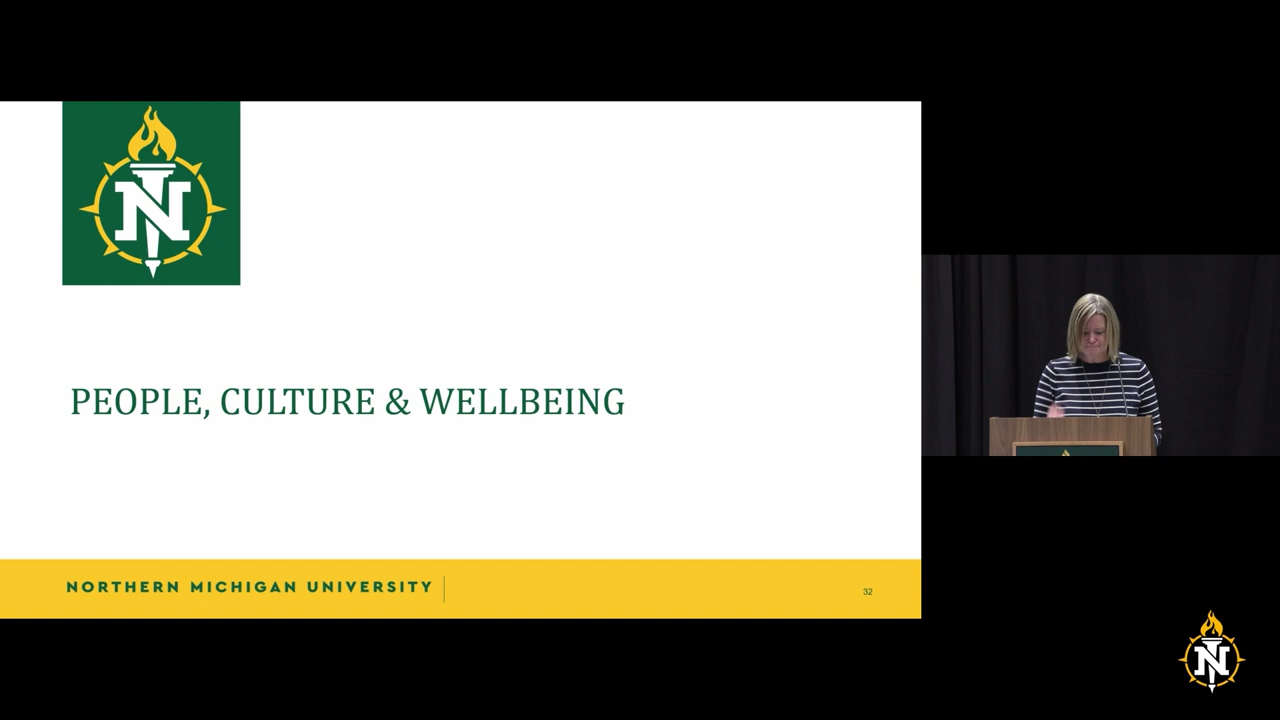 N
PEOPLE, CULTURE & WELLBEING
NORTHERN MICHIGAN UNIVERSITY
32
N